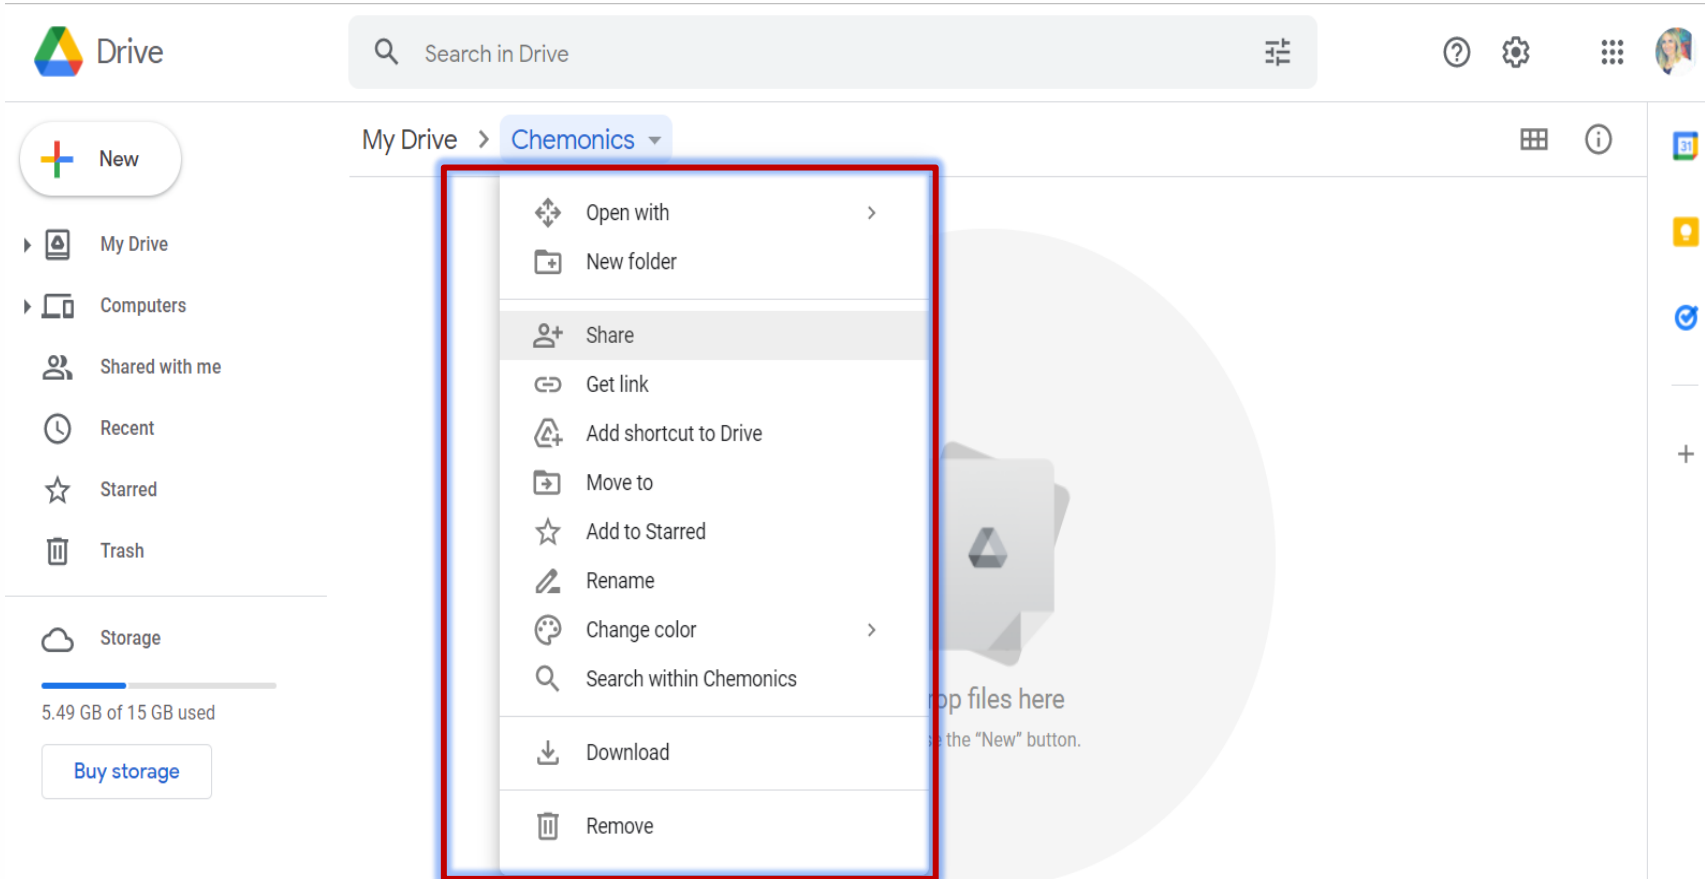 Drive
Search in Drive
New
My Drive
Computers
Shared with me
Recent
Starred
Trash
Storage
5.49 GB of 15 GB used
Buy storage
My Drive > Chemonics
Open with
New folder
Share
Get link
Add shortcut to Drive
Move to
Add to Starred
Rename
Change color
Search within Chemonics
Download
Remove
files here
the “New” button.
31